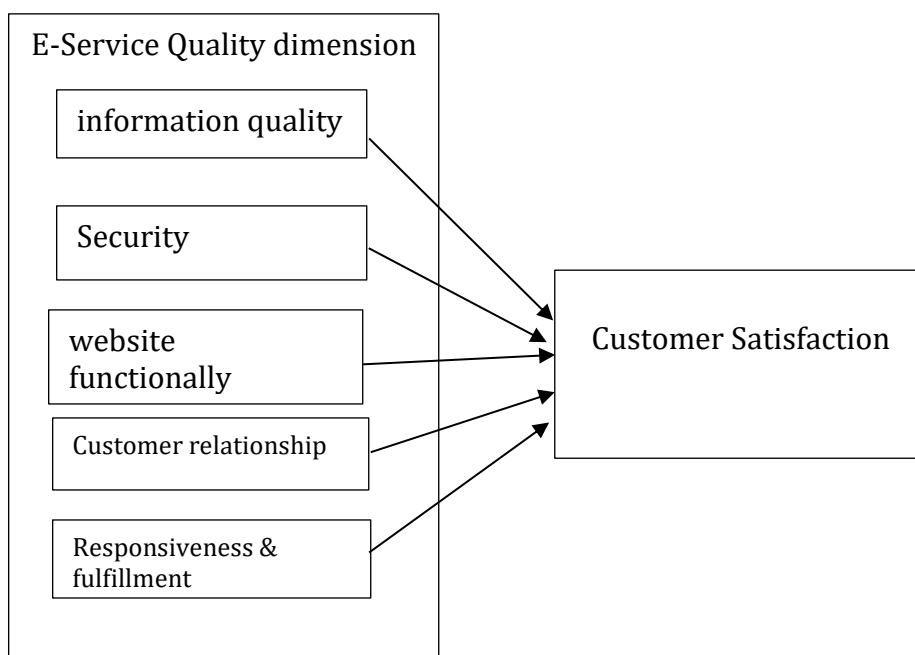 E-Service Quality dimension
information quality
Security
website
functionally
Customer relationship
Responsiveness &
fulfillment
Customer Satisfaction